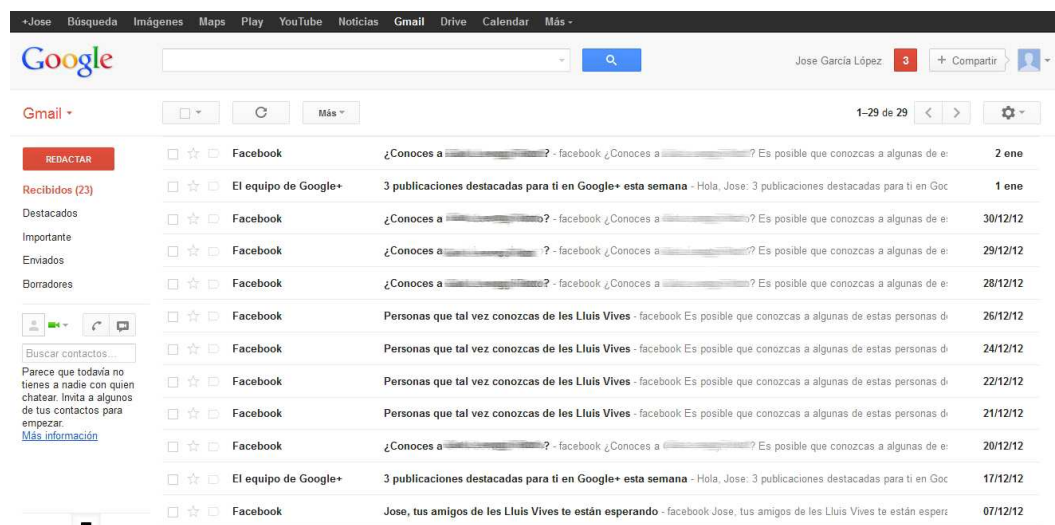 +Jose Búsqueda Imágenes Maps Play YouTube Noticias Gmail Drive Calendar Más
Google Jose García López 3 + Compartir
Gmail Más 1–29 de 29
REDACTAR
Recibidos (23)
Destacados
Importante
Enviados
Borradores
Buscar contactos...
Parece que todavía no
tienes a nadie con quien
chatear. Invita a algunos
de tus contactos para
empezar.
Más información
Facebook ¿Conoces a ? - facebook ¿Conoces a ? Es posible que conozcas a algunas de e 2 ene
El equipo de Google+ 3 publicaciones destacadas para ti en Google+ esta semana - Hola, Jose: 3 publicaciones destacadas para ti en Goo 1 ene
Facebook ¿Conoces a ? - facebook ¿Conoces a ? Es posible que conozcas a algunas de e 30/12/12
Facebook ¿Conoces a ? - facebook ¿Conoces a ? Es posible que conozcas a algunas de e 29/12/12
Facebook ¿Conoces a ? - facebook ¿Conoces a ? Es posible que conozcas a algunas de e 28/12/12
Facebook Personas que tal vez conozcas de Ies Lluis Vives - facebook Es posible que conozcas a algunas de estas personas d 26/12/12
Facebook Personas que tal vez conozcas de Ies Lluis Vives - facebook Es posible que conozcas a algunas de estas personas d 24/12/12
Facebook Personas que tal vez conozcas de Ies Lluis Vives - facebook Es posible que conozcas a algunas de estas personas d 22/12/12
Facebook Personas que tal vez conozcas de Ies Lluis Vives - facebook Es posible que conozcas a algunas de estas personas d 21/12/12
Facebook ¿Conoces a ? - facebook ¿Conoces a ? Es posible que conozcas a algunas de e 20/12/12
El equipo de Google+ 3 publicaciones destacadas para ti en Google+ esta semana - Hola, Jose: 3 publicaciones destacadas para ti en Goo 17/12/12
Facebook Jose, tus amigos de Ies Lluis Vives te están esperando - facebook Jose, tus amigos de Ies Lluis Vives te están espera 07/12/12